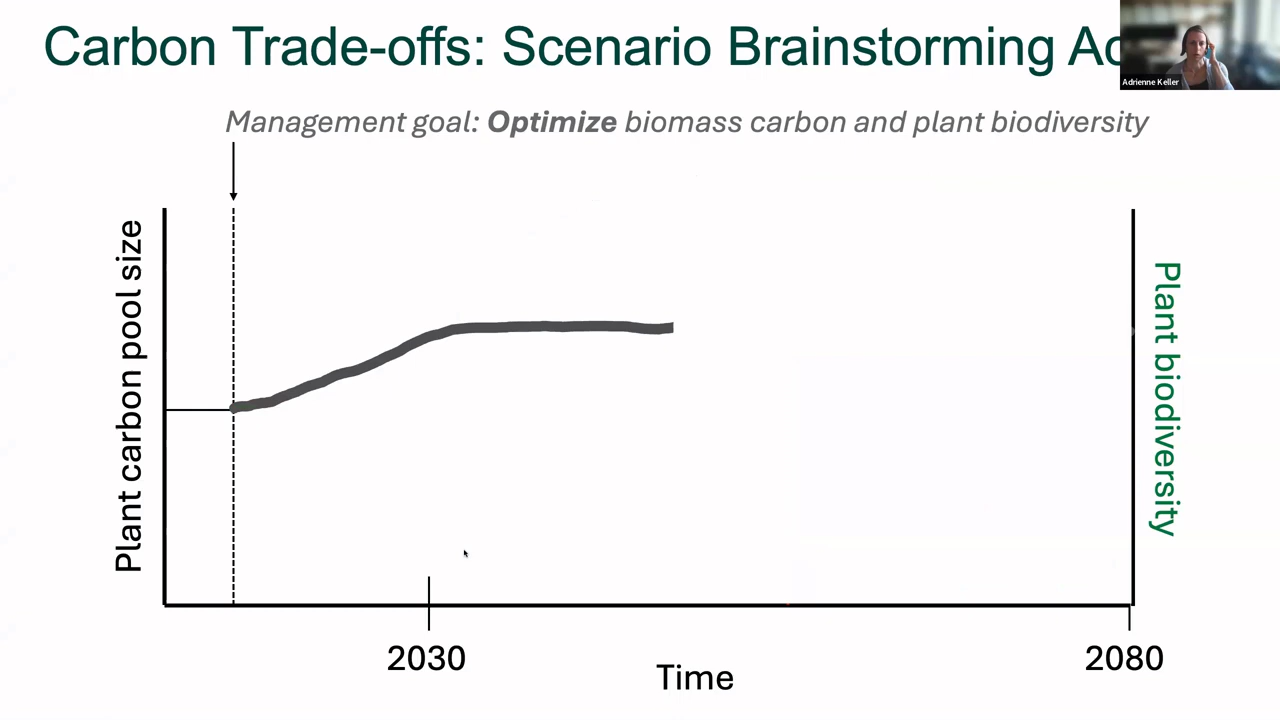 Carbon Trade-offs: Scenario Brainstorming
Adrienne Keller
Management goal: Optimize biomass carbon and plant biodiversity
Plant carbon pool size
Plant biodiversity
2030
2080
Time